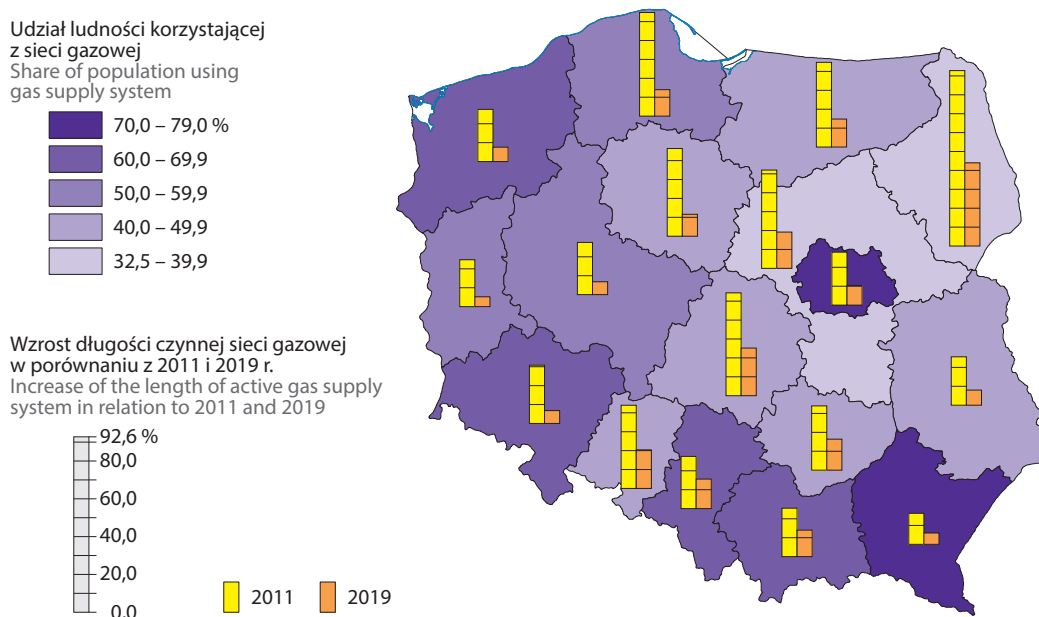 Udział ludności korzystającej
z sieci gazowej
Share of population using
gas supply system
70,0 – 79,0 %
60,0 – 69,9
50,0 – 59,9
40,0 – 49,9
32,5 – 39,9
Wzrost długości czynnej sieci gazowej
w porównaniu z 2011 i 2019 r.
Increase of the length of active gas supply
system in relation to 2011 and 2019
92,6 %
80,0
60,0
40,0
20,0
0,0
2011 2019